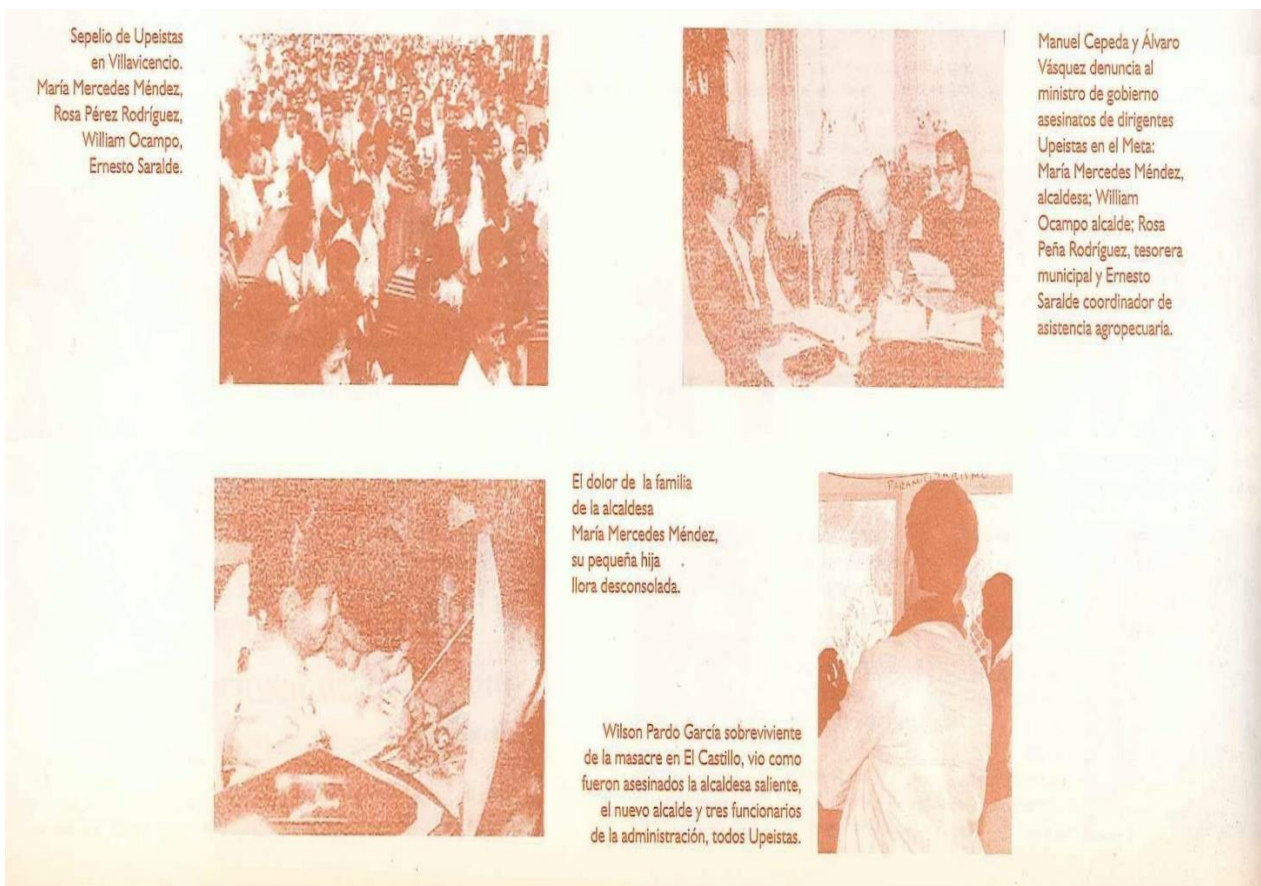 Sepelio de Upeistas
en Villavicencio.
María Mercedes Méndez,
Rosa Pérez Rodríguez,
William Ocampo,
Ernesto Saralde.
Manuel Cepeda y Álvaro
Vásquez denuncia al
ministro de gobierno
asesinatos de dirigentes
Upeistas en el Meta:
María Mercedes Méndez,
alcaldesa; William
Ocampo alcalde; Rosa
Peña Rodríguez, tesorera
municipal y Ernesto
Saralde coordinador de
asistencia agropecuaria.
El dolor de la familia
de la alcaldesa
María Mercedes Méndez,
su pequeña hija
llora desconsolada.
PARAMILITARISMO
Wilson Pardo García sobreviviente
de la masacre en El Castillo, vio como
fueron asesinados la alcaldesa saliente,
el nuevo alcalde y tres funcionarios
de la administración, todos Upeistas.